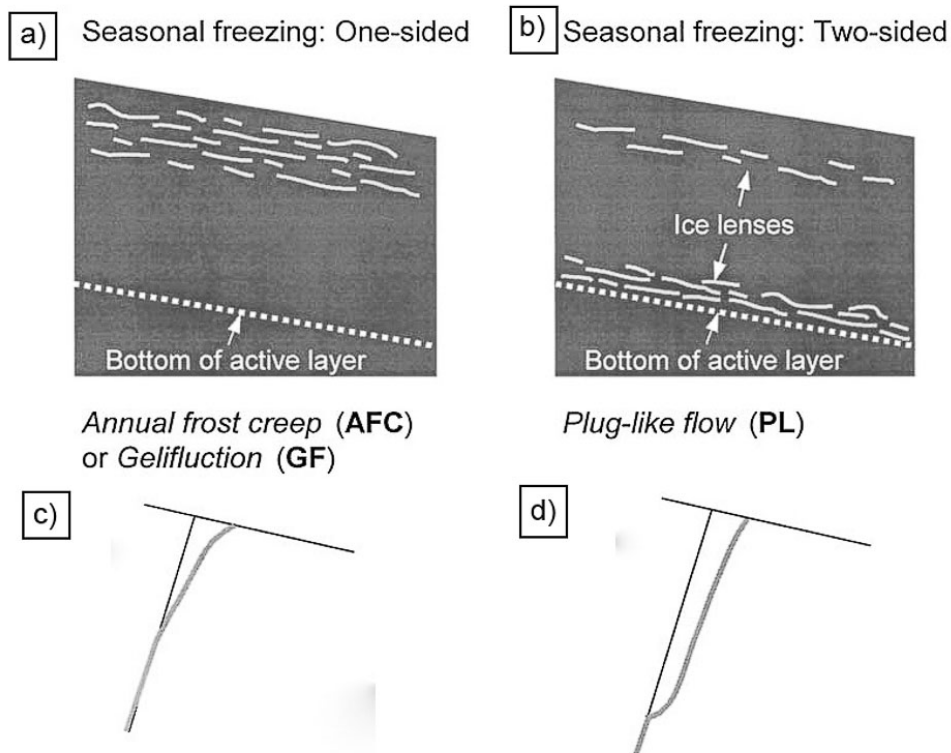 a) Seasonal freezing: One-sided
b) Seasonal freezing: Two-sided
Bottom of active layer
Ice lenses
Bottom of active layer
Annual frost creep (AFC)
or Gelifluction (GF)
Plug-like flow (PL)
c)
d)